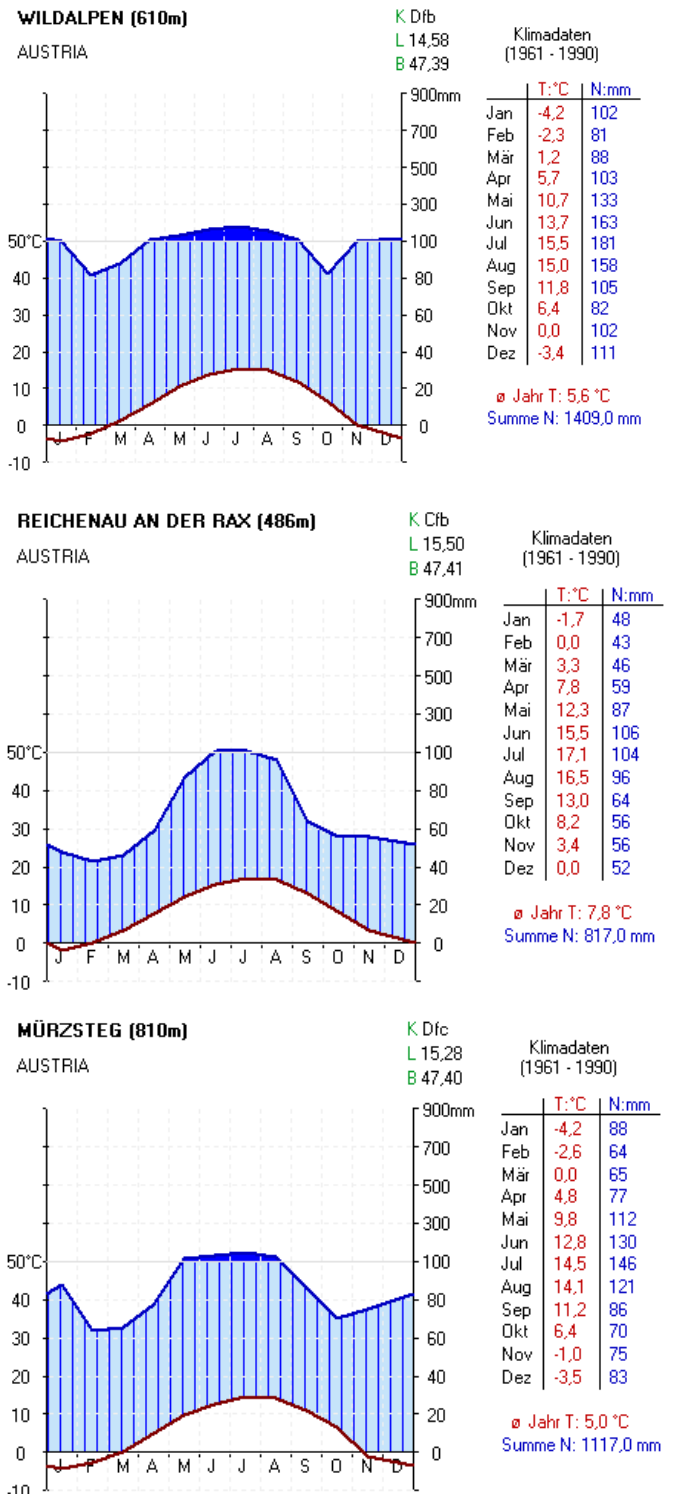 WILDALPEN (610m)
AUSTRIA
K Dfb
L 14,58
B 47,39
Klimadaten
(1961 - 1990)
900mm
700
500
300
50°C 100
40 80
30 60
20 40
10 20
0 0
-10
J F M A M J J A S O N D
T:°C N:mm
Jan -4,2 102
Feb -2,3 81
Mär 1,2 88
Apr 5,7 103
Mai 10,7 133
Jun 13,7 163
Jul 15,5 181
Aug 15,0 158
Sep 11,8 105
Okt 6,4 82
Nov 0,0 102
Dez -3,4 111
ø Jahr T: 5,6 °C
Summe N: 1409,0 mm
REICHENAU AN DER RAX (486m)
AUSTRIA
K Cfb
L 15,50
B 47,41
Klimadaten
(1961 - 1990)
900mm
700
500
300
50°C 100
40 80
30 60
20 40
10 20
0 0
-10
J F M A M J J A S O N D
T:°C N:mm
Jan -1,7 48
Feb 0,0 43
Mär 3,3 46
Apr 7,8 59
Mai 12,3 87
Jun 15,5 106
Jul 17,1 104
Aug 16,5 96
Sep 13,0 64
Okt 8,2 56
Nov 3,4 56
Dez 0,0 52
ø Jahr T: 7,8 °C
Summe N: 817,0 mm
MÜRZSTEG (810m)
AUSTRIA
K Dfc
L 15,28
B 47,40
Klimadaten
(1961 - 1990)
900mm
700
500
300
50°C 100
40 80
30 60
20 40
10 20
0 0
-10
J F M A M J J A S O N D
T:°C N:mm
Jan -4,2 88
Feb -2,6 64
Mär 0,0 65
Apr 4,8 77
Mai 9,8 112
Jun 12,8 130
Jul 14,5 146
Aug 14,1 121
Sep 11,2 86
Okt 6,4 70
Nov -1,0 75
Dez -3,5 83
ø Jahr T: 5,0 °C
Summe N: 1117,0 mm